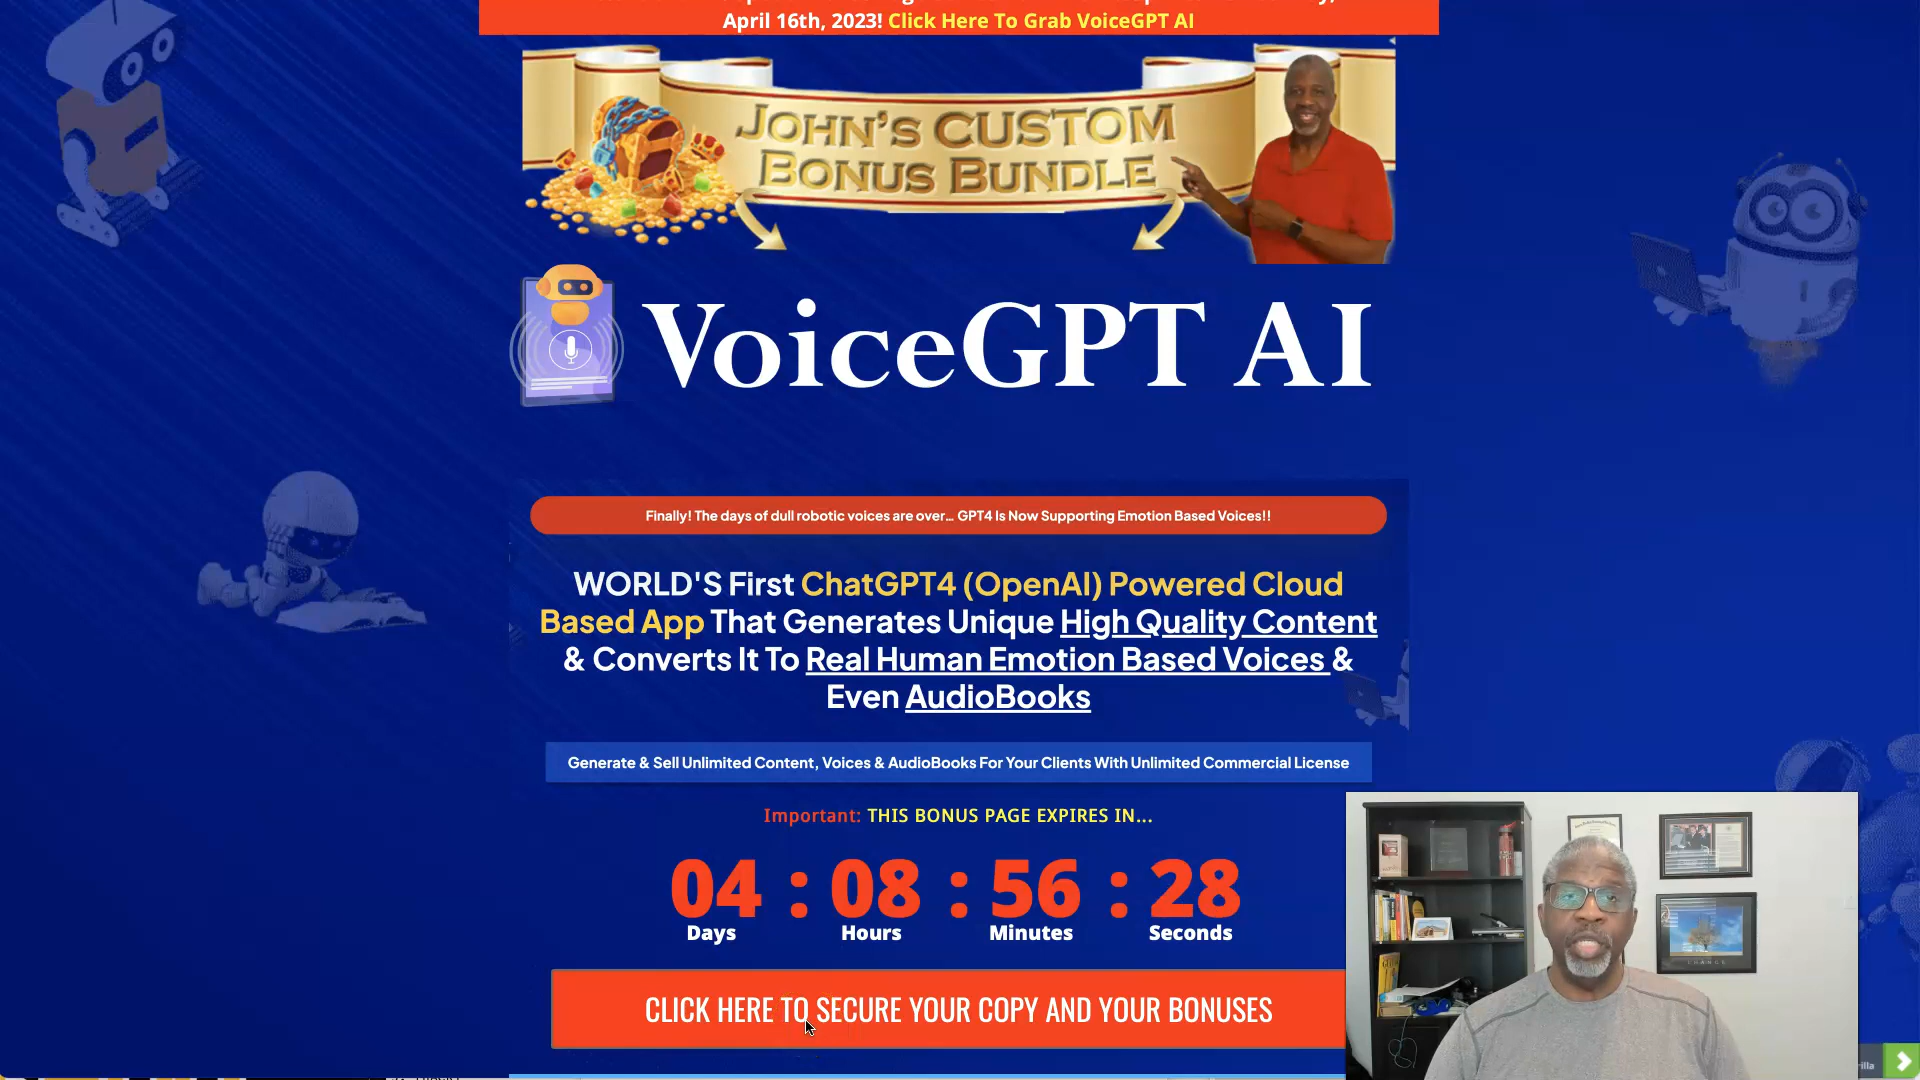 April 16th, 2023! Click Here To Grab VoiceGPT AI
JOHN'S CUSTOM
BONUS BUNDLE
VoiceGPT AI
Finally! The days of dull robotic voices are over... GPT4 Is Now Supporting Emotion Based Voices!!
WORLD'S First ChatGPT4 (OpenAI) Powered Cloud
Based App That Generates Unique High Quality Content
& Converts It To Real Human Emotion Based Voices &
Even AudioBooks
Generate & Sell Unlimited Content, Voices & AudioBooks For Your Clients With Unlimited Commercial License
Important: THIS BONUS PAGE EXPIRES IN...
04 : 08 : 56 : 28
Days Hours Minutes Seconds
CLICK HERE TO SECURE YOUR COPY AND YOUR BONUSES
CHANGE